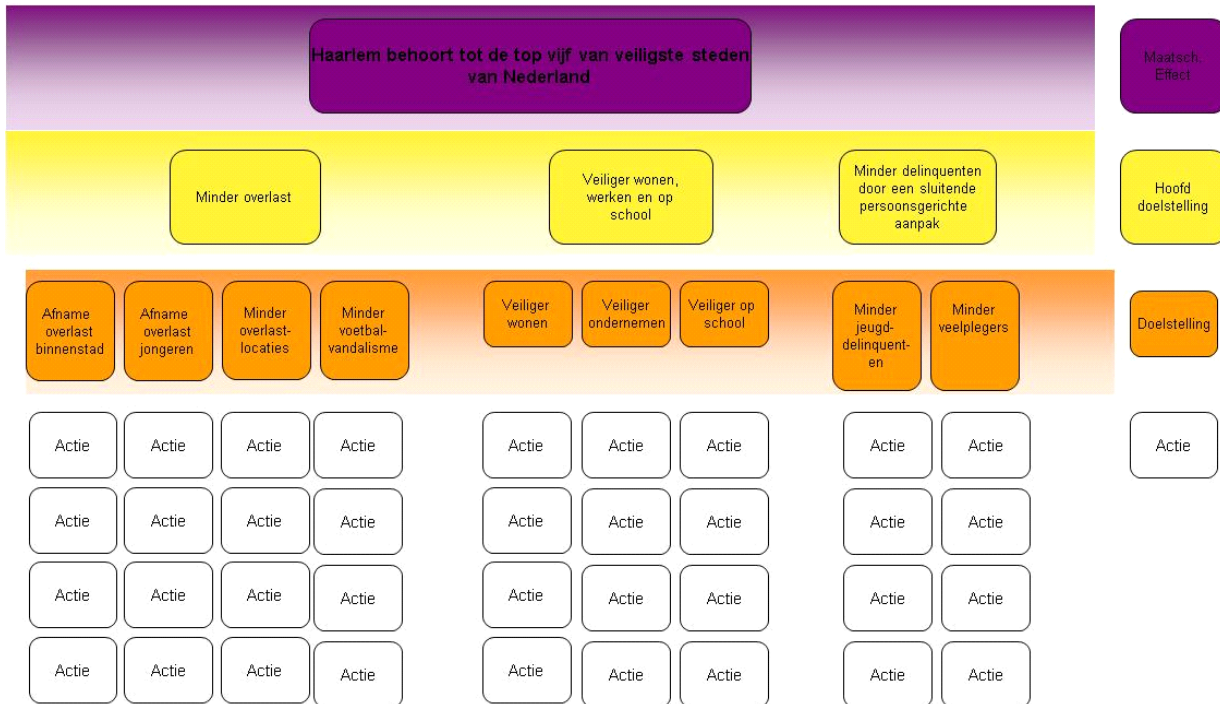 Haarlem behoort tot de top vijf van veiligste steden
van Nederland
Maatsch.
Effect
Minder overlast
Veiliger wonen,
werken en op
school
Minder delinquenten
door een sluitende
persoonsgerichte
aanpak
Hoofd
doelstelling
Afname
overlast
binnenstad
Afname
overlast
jongeren
Minder
overlast-
locaties
Minder
voetbal-
vandalisme
Veiliger
wonen
Veiliger
ondernemen
Veiliger op
school
Minder
jeugd-
delinquent-
en
Minder
veelplegers
Doelstelling
Actie Actie Actie Actie Actie Actie Actie Actie Actie Actie
Actie Actie Actie Actie Actie Actie Actie Actie Actie
Actie Actie Actie Actie Actie Actie Actie Actie Actie
Actie Actie Actie Actie Actie Actie Actie Actie Actie